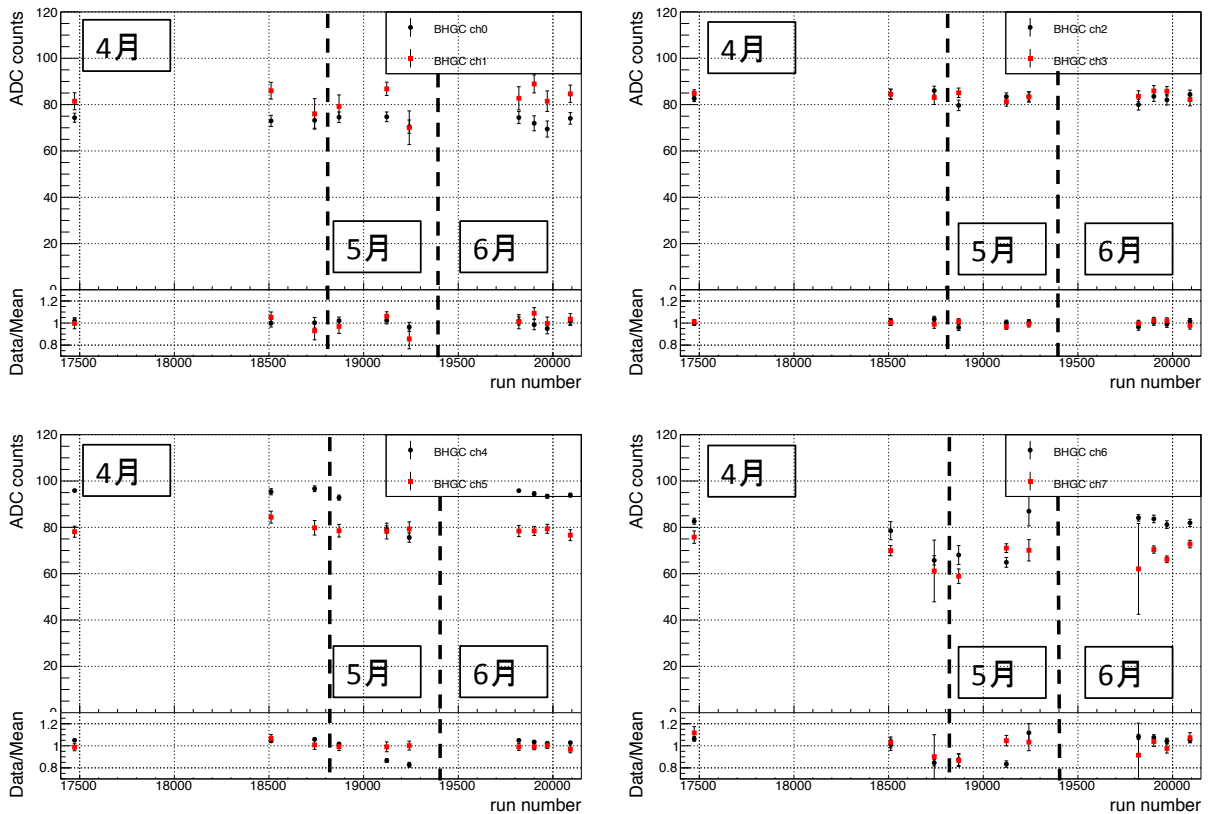 ADC counts
120
100
80
60
40
20
0
4月
BHGC ch0
BHGC ch1
5月
6月
Data/Mean
1.2
1
0.8
17500 18000 18500 19000 19500 20000
run number
ADC counts
120
100
80
60
40
20
0
4月
BHGC ch2
BHGC ch3
5月
6月
Data/Mean
1.2
1
0.8
17500 18000 18500 19000 19500 20000
run number
ADC counts
120
100
80
60
40
20
0
4月
BHGC ch4
BHGC ch5
5月
6月
Data/Mean
1.2
1
0.8
17500 18000 18500 19000 19500 20000
run number
ADC counts
120
100
80
60
40
20
0
4月
BHGC ch6
BHGC ch7
5月
6月
Data/Mean
1.2
1
0.8
17500 18000 18500 19000 19500 20000
run number